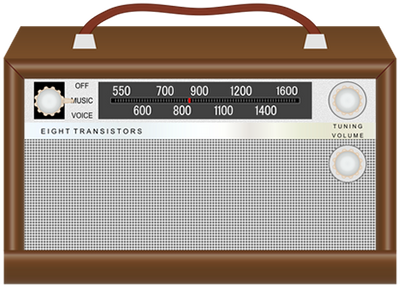 OFF
MUSIC
VOICE
550 700 900 1200 1600
600 800 1100 1400
TUNING
VOLUME
EIGHT TRANSISTORS